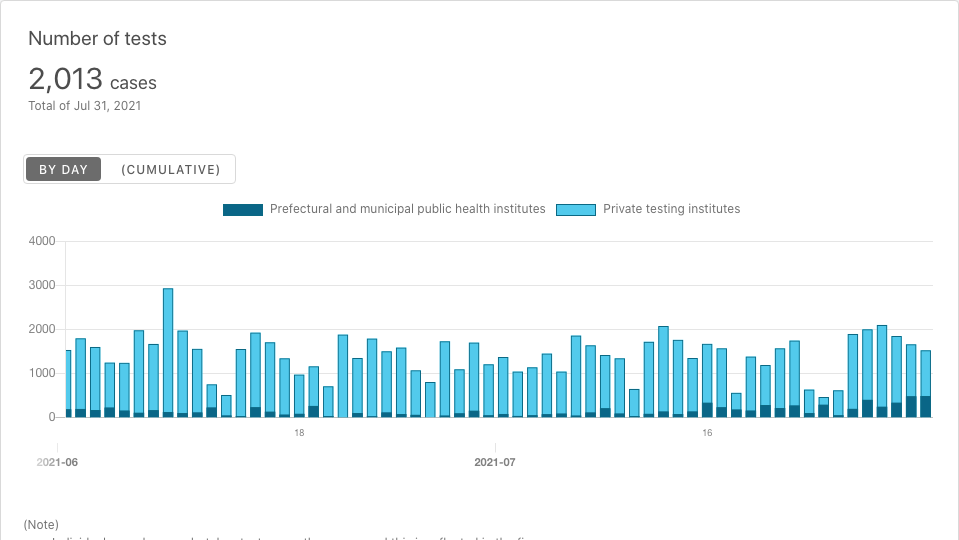 Number of tests
2,013 cases
Total of Jul 31, 2021
BY DAY (CUMULATIVE)
Prefectural and municipal public health institutes Private testing institutes
4000
3000
2000
1000
0
18 16
2021-06 2021-07
(Note)